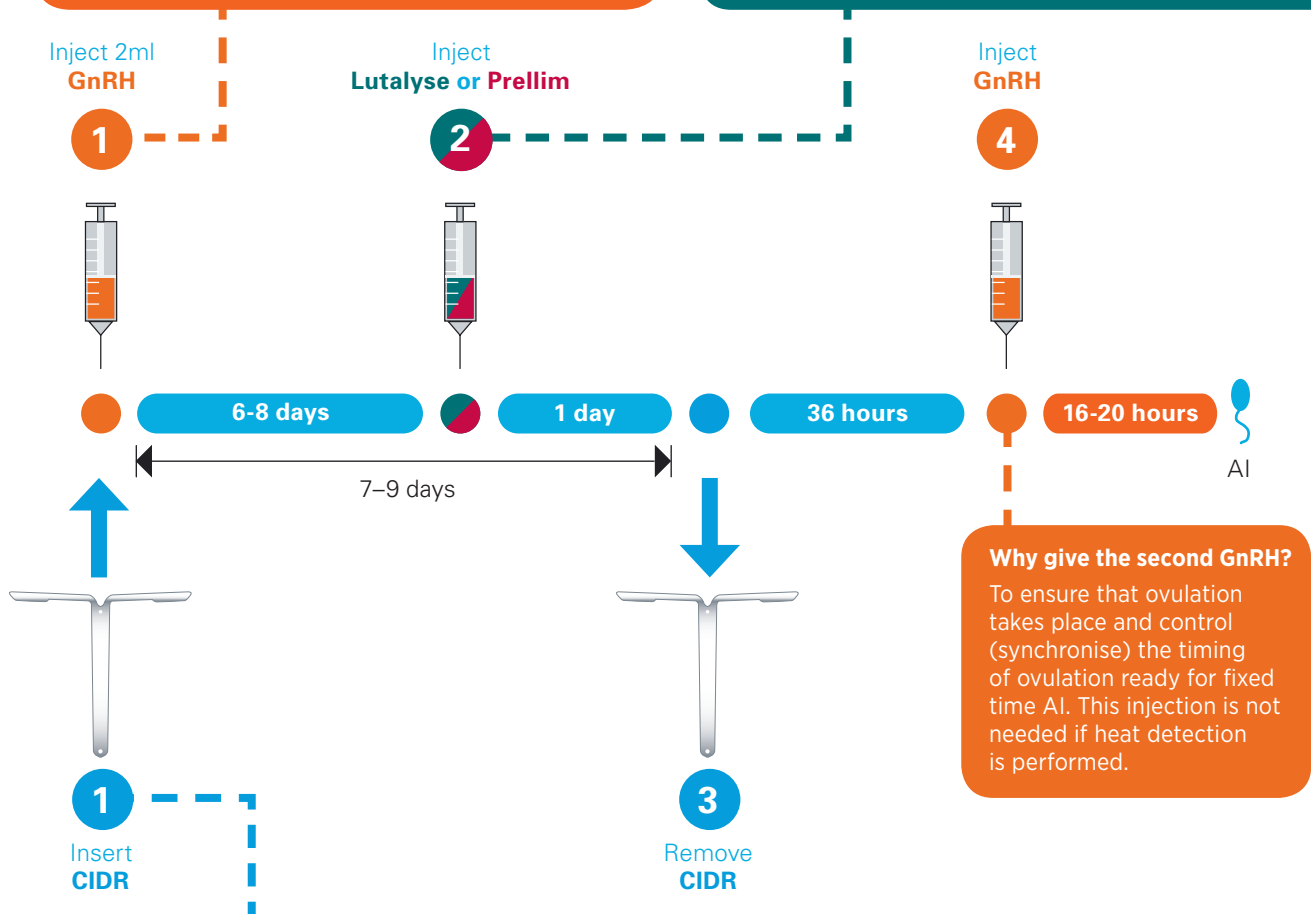 Inject 2ml
GnRH
Inject
Lutalyse or Prellim
Inject
GnRH
1
2
4
6-8 days
1 day
36 hours
16-20 hours
7–9 days
AI
Why give the second GnRH?
To ensure that ovulation
takes place and control
(synchronise) the timing
of ovulation ready for fixed
time AI. This injection is not
needed if heat detection
is performed.
1
3
Insert
CIDR
Remove
CIDR